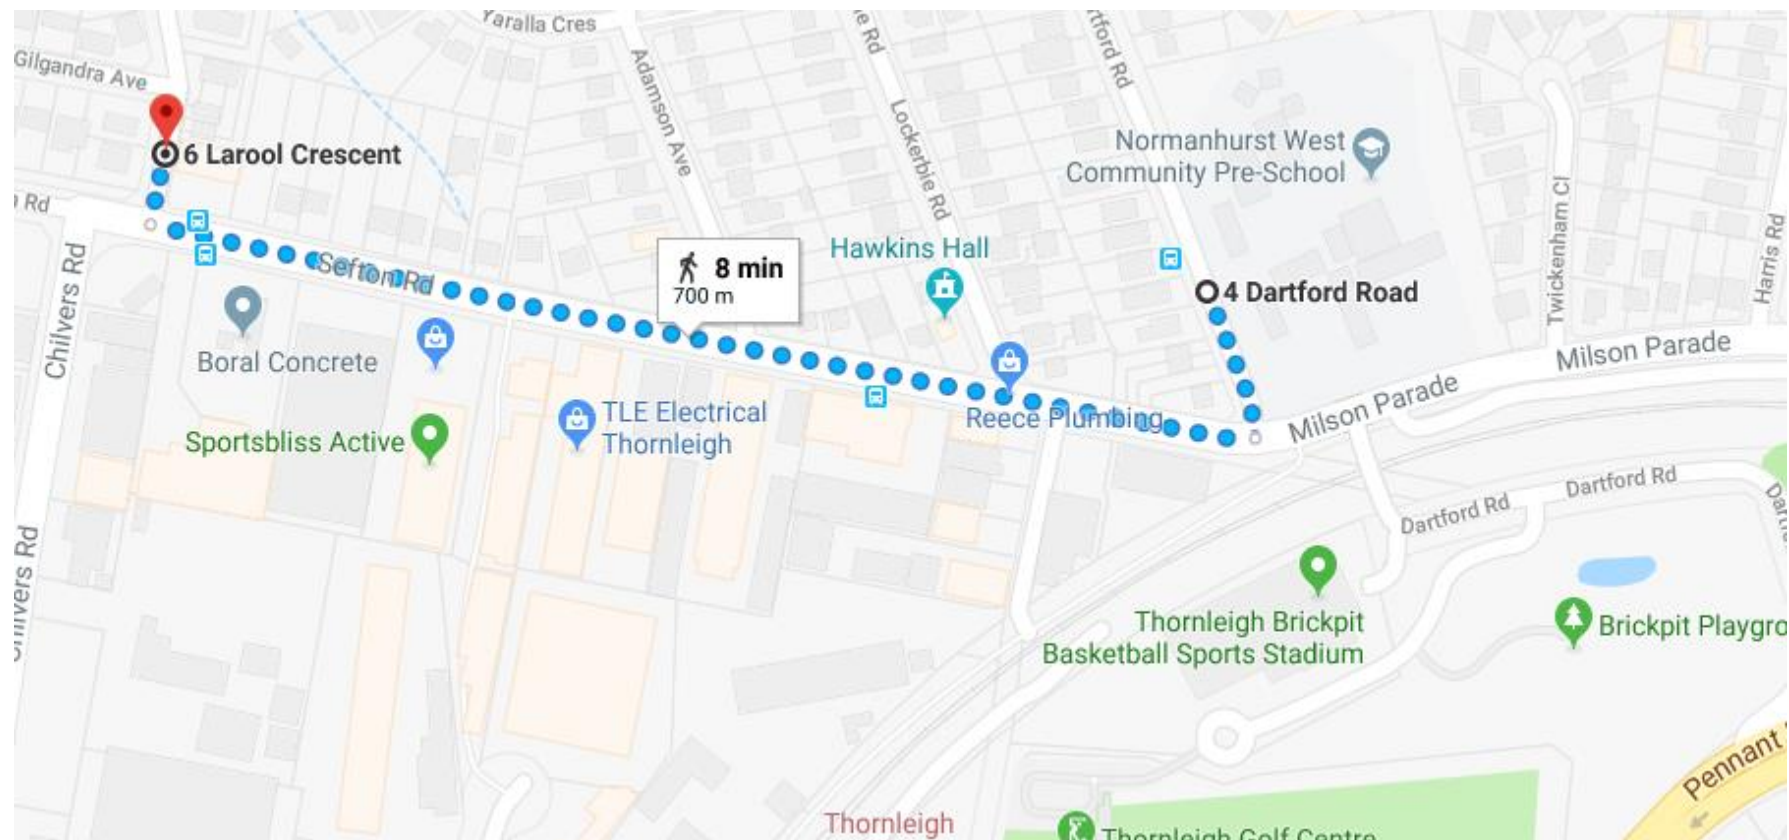 Yaralla Cres
Gilgandra Ave
Adamson Ave
Lockerbie Rd
Normanhurst West
Community Pre-School
6 Larool Crescent
Rd
Chilvers Rd
Sefton Rd
8 min
700 m
Hawkins Hall
4 Dartford Road
Twickenham Cl
Harris Rd
Milson Parade
Milson Parade
Boral Concrete
Reece Plumbing
TLE Electrical
Thornleigh
Sportsbliss Active
Dartford Rd
Dartford Rd
Thornleigh Brickpit
Basketball Sports Stadium
Brickpit Playgro
Pennant
Thornleigh
Thornleigh Golf Centre